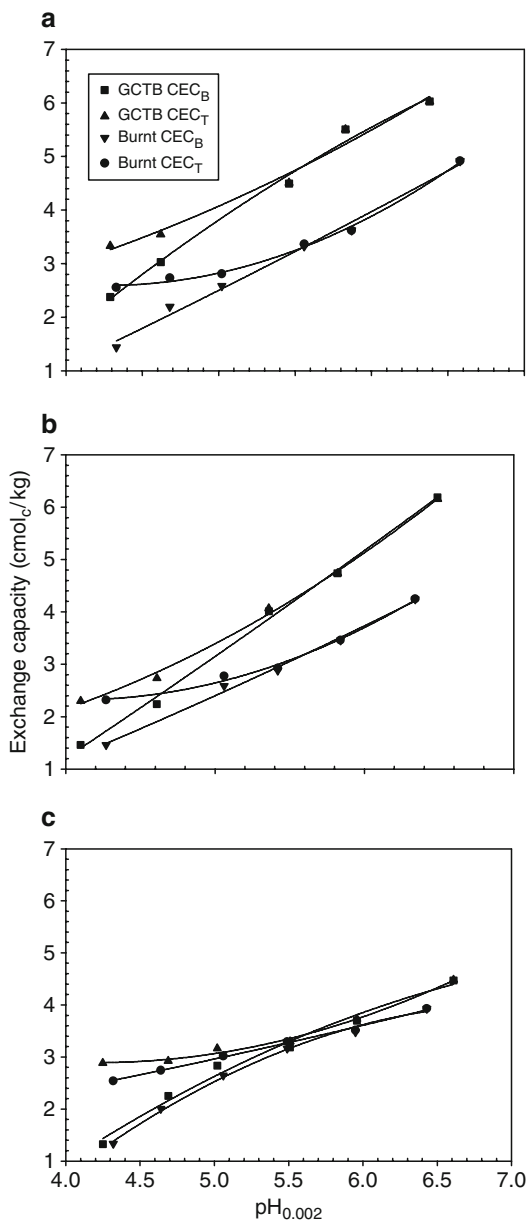 a
7
6
5
4
3
2
1
GCTB CEC_B
GCTB CEC_T
Burnt CEC_B
Burnt CEC_T
b
7
6
5
4
3
2
1
Exchange capacity (cmol_c/kg)
c
7
6
5
4
3
2
1
4.0 4.5 5.0 5.5 6.0 6.5 7.0
pH_0.002